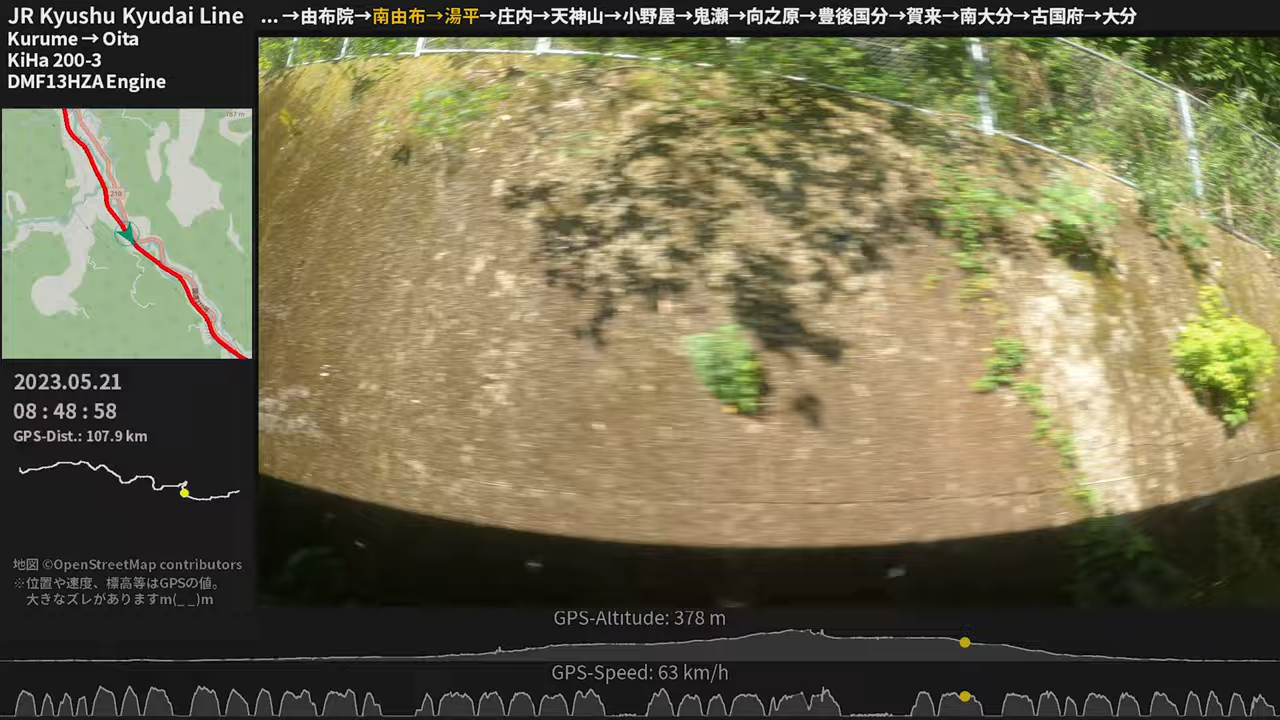 JR Kyushu Kyudai Line
... →由布院→南由布→湯平→庄内→天神山→小野屋→鬼瀬→向之原→豊後国分→賀来→南大分→古国府→大分
Kurume → Oita
KiHa 200-3
DMF13HZA Engine
787 m
210
2023.05.21
08 : 48 : 58
GPS-Dist.: 107.9 km
地図 ©OpenStreetMap contributors
※位置や速度、標高等はGPSの値。
大きなズレがありますm(_ _)m
GPS-Altitude: 378 m
GPS-Speed: 63 km/h